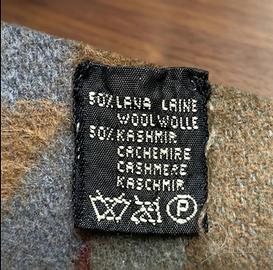 50% LANA LAINE
WOOL WOLLE
50% KASHMIR
CACHEMIRE
CASHMERE
KASCHMIR
P